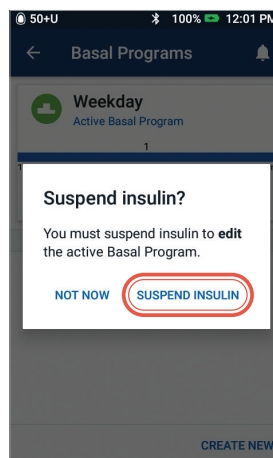 50+U 100% 12:01 PM
Basal Programs
Weekday
Active Basal Program
1
Suspend insulin?
You must suspend insulin to edit
the active Basal Program.
NOT NOW SUSPEND INSULIN
CREATE NEW